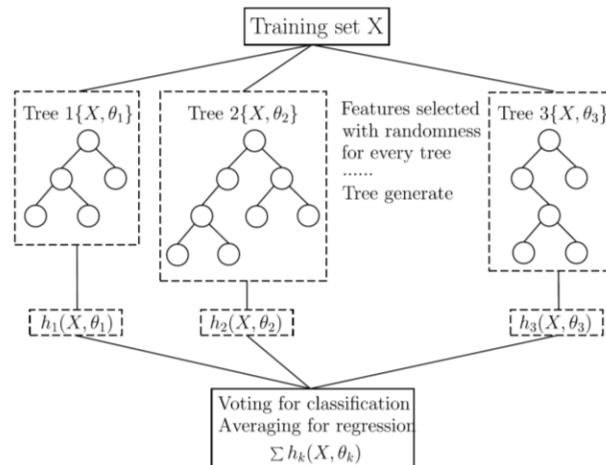 Training set X
Tree 1{X, θ₁}
Tree 2{X, θ₂}
Features selected
with randomness
for every tree
......
Tree generate
Tree 3{X, θ₃}
h₁(X, θ₁)
h₂(X, θ₂)
h₃(X, θ₃)
Voting for classification
Averaging for regression
∑ hₖ(X, θₖ)